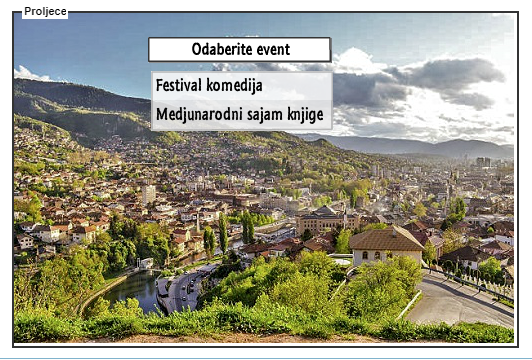 Proljece
Odaberite event
Festival komedija
Medjunarodni sajam knjige